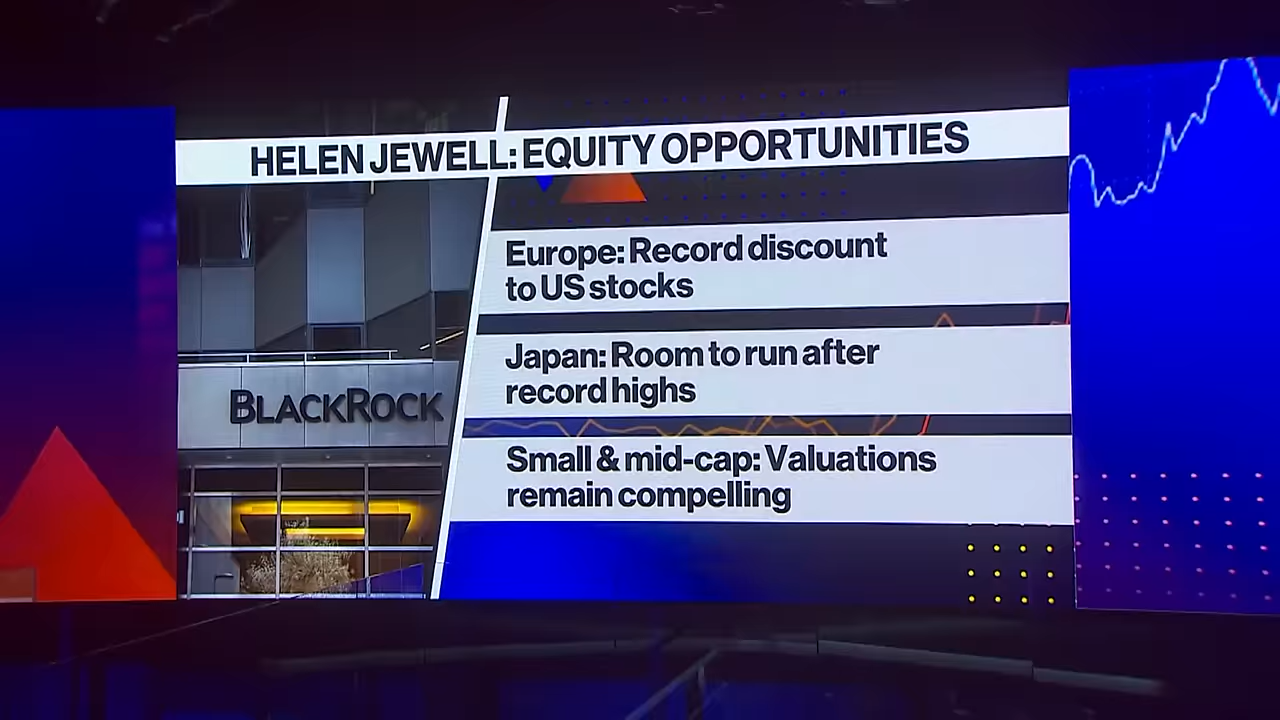 HELEN JEWELL: EQUITY OPPORTUNITIES
Europe: Record discount
to US stocks
Japan: Room to run after
record highs
BLACKROCK
Small & mid-cap: Valuations
remain compelling